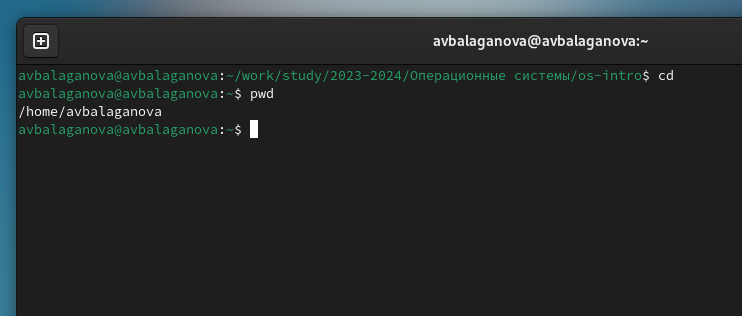 avbalaganova@avbalaganova:~
avbalaganova@avbalaganova:~/work/study/2023-2024/Операционные системы/os-intro$ cd
avbalaganova@avbalaganova:~$ pwd
/home/avbalaganova
avbalaganova@avbalaganova:~$